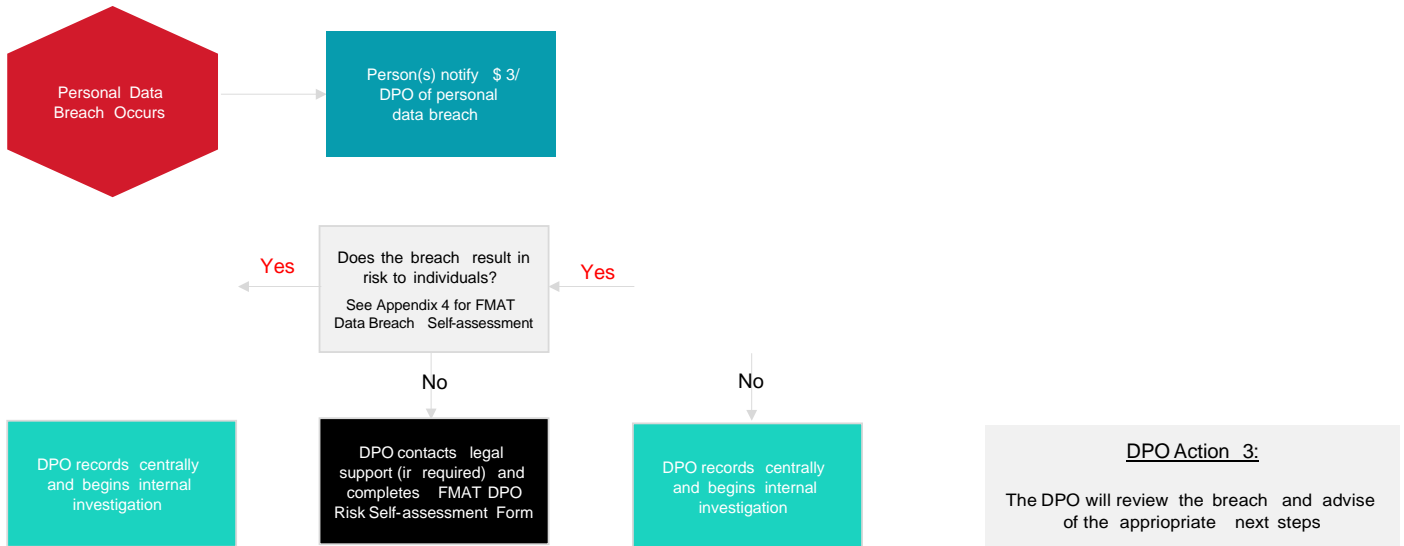 Personal Data
Breach Occurs
Person(s) notify $ 3/
DPO of personal
data breach
Yes
Does the breach result in
risk to individuals?
See Appendix 4 for FMAT
Data Breach Self-assessment
Yes
No
No
DPO records centrally
and begins internal
investigation
DPO contacts legal
support (ir required) and
completes FMAT DPO
Risk Self-assessment Form
DPO records centrally
and begins internal
investigation
DPO Action 3:
The DPO will review the breach and advise
of the appriopriate next steps